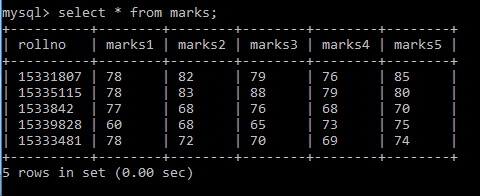 mysql> select * from marks;
+----------+--------+--------+--------+--------+--------+
| rollno   | marks1 | marks2 | marks3 | marks4 | marks5 |
+----------+--------+--------+--------+--------+--------+
| 15331807 | 78     | 82     | 79     | 76     | 85     |
| 15335115 | 78     | 83     | 88     | 79     | 80     |
| 1533842  | 77     | 68     | 76     | 68     | 70     |
| 15339828 | 60     | 68     | 65     | 73     | 75     |
| 15333481 | 78     | 72     | 70     | 69     | 74     |
+----------+--------+--------+--------+--------+--------+
5 rows in set (0.00 sec)